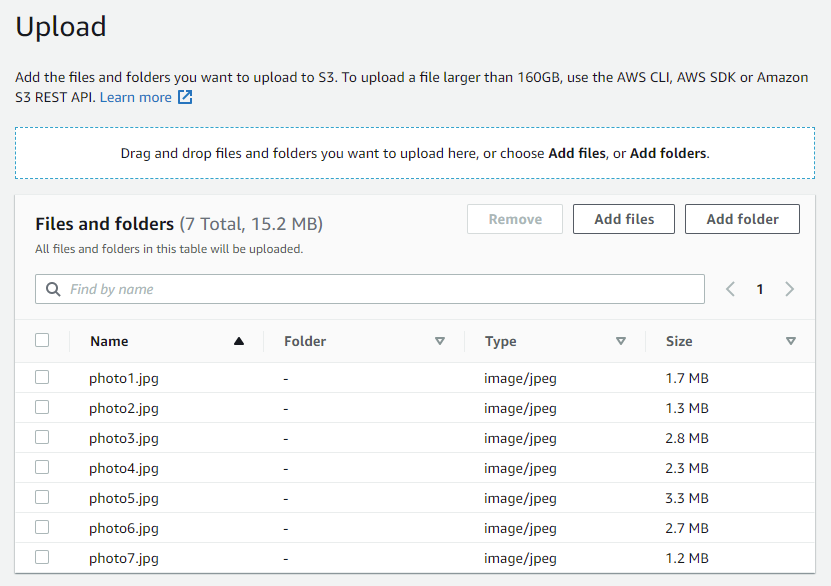 Upload
Add the files and folders you want to upload to S3. To upload a file larger than 160GB, use the AWS CLI, AWS SDK or Amazon
S3 REST API. Learn more
Drag and drop files and folders you want to upload here, or choose Add files, or Add folders.
Files and folders (7 Total, 15.2 MB) Remove Add files Add folder
All files and folders in this table will be uploaded.
Find by name 1
Name Folder Type Size
photo1.jpg - image/jpeg 1.7 MB
photo2.jpg - image/jpeg 1.3 MB
photo3.jpg - image/jpeg 2.8 MB
photo4.jpg - image/jpeg 2.3 MB
photo5.jpg - image/jpeg 3.3 MB
photo6.jpg - image/jpeg 2.7 MB
photo7.jpg - image/jpeg 1.2 MB